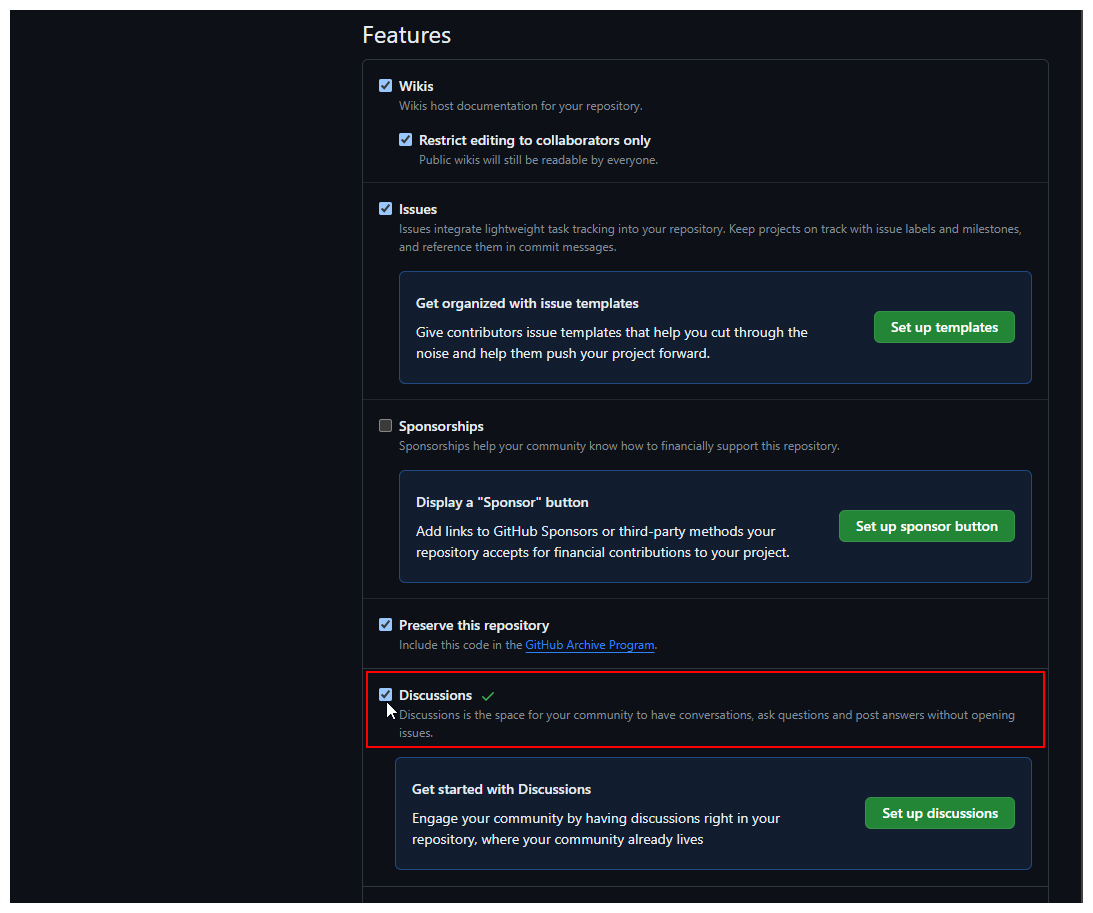 Features
Wikis
Wikis host documentation for your repository.
Restrict editing to collaborators only
Public wikis will still be readable by everyone.
Issues
Issues integrate lightweight task tracking into your repository. Keep projects on track with issue labels and milestones,
and reference them in commit messages.
Get organized with issue templates
Give contributors issue templates that help you cut through the
noise and help them push your project forward.
Set up templates
Sponsorships
Sponsorships help your community know how to financially support this repository.
Display a "Sponsor" button
Add links to GitHub Sponsors or third-party methods your
repository accepts for financial contributions to your project.
Set up sponsor button
Preserve this repository
Include this code in the GitHub Archive Program.
Discussions
Discussions is the space for your community to have conversations, ask questions and post answers without opening
issues.
Get started with Discussions
Engage your community by having discussions right in your
repository, where your community already lives
Set up discussions